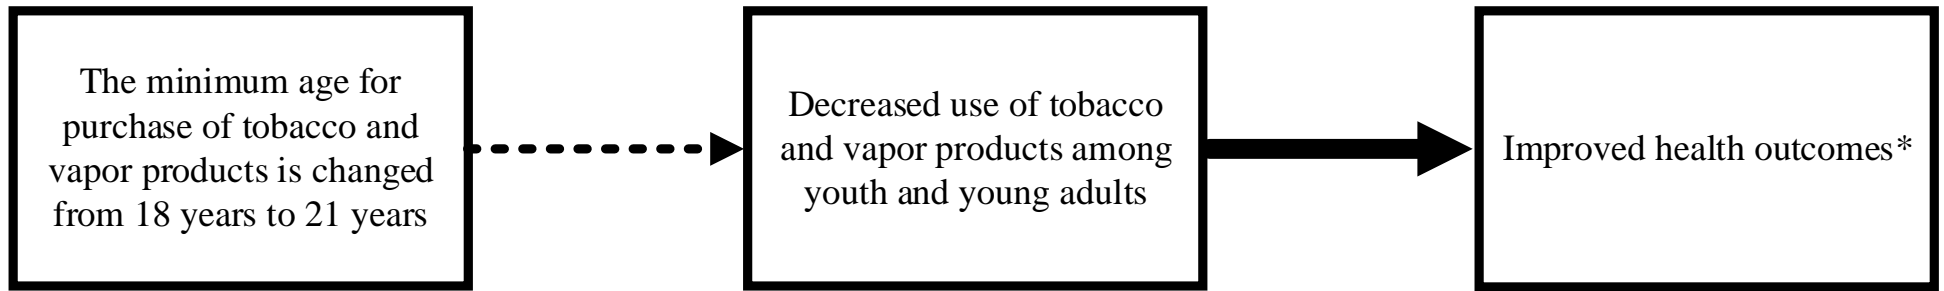 The minimum age for
purchase of tobacco and
vapor products is changed
from 18 years to 21 years
Decreased use of tobacco
and vapor products among
youth and young adults
Improved health outcomes*